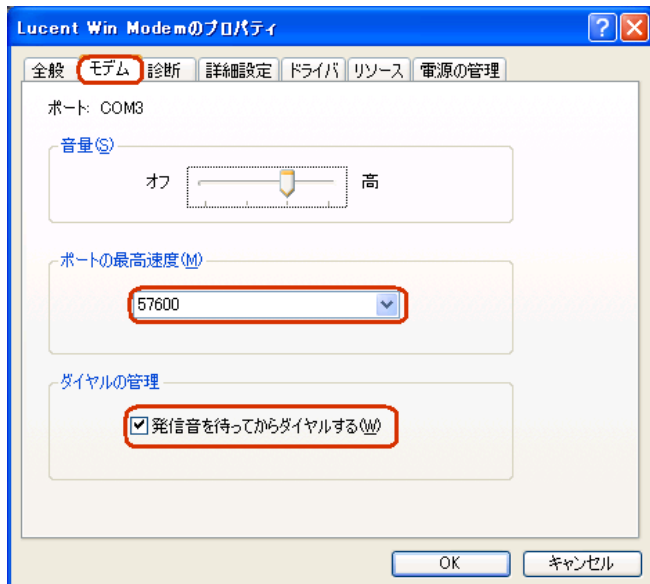 Lucent Win Modemのプロパティ
全般 モデム 診断 詳細設定 ドライバ リソース 電源の管理
ポート: COM3
音量(S)
オフ 高
ポートの最高速度(M)
57600
ダイヤルの管理
発信音を待ってからダイヤルする(W)
OK キャンセル